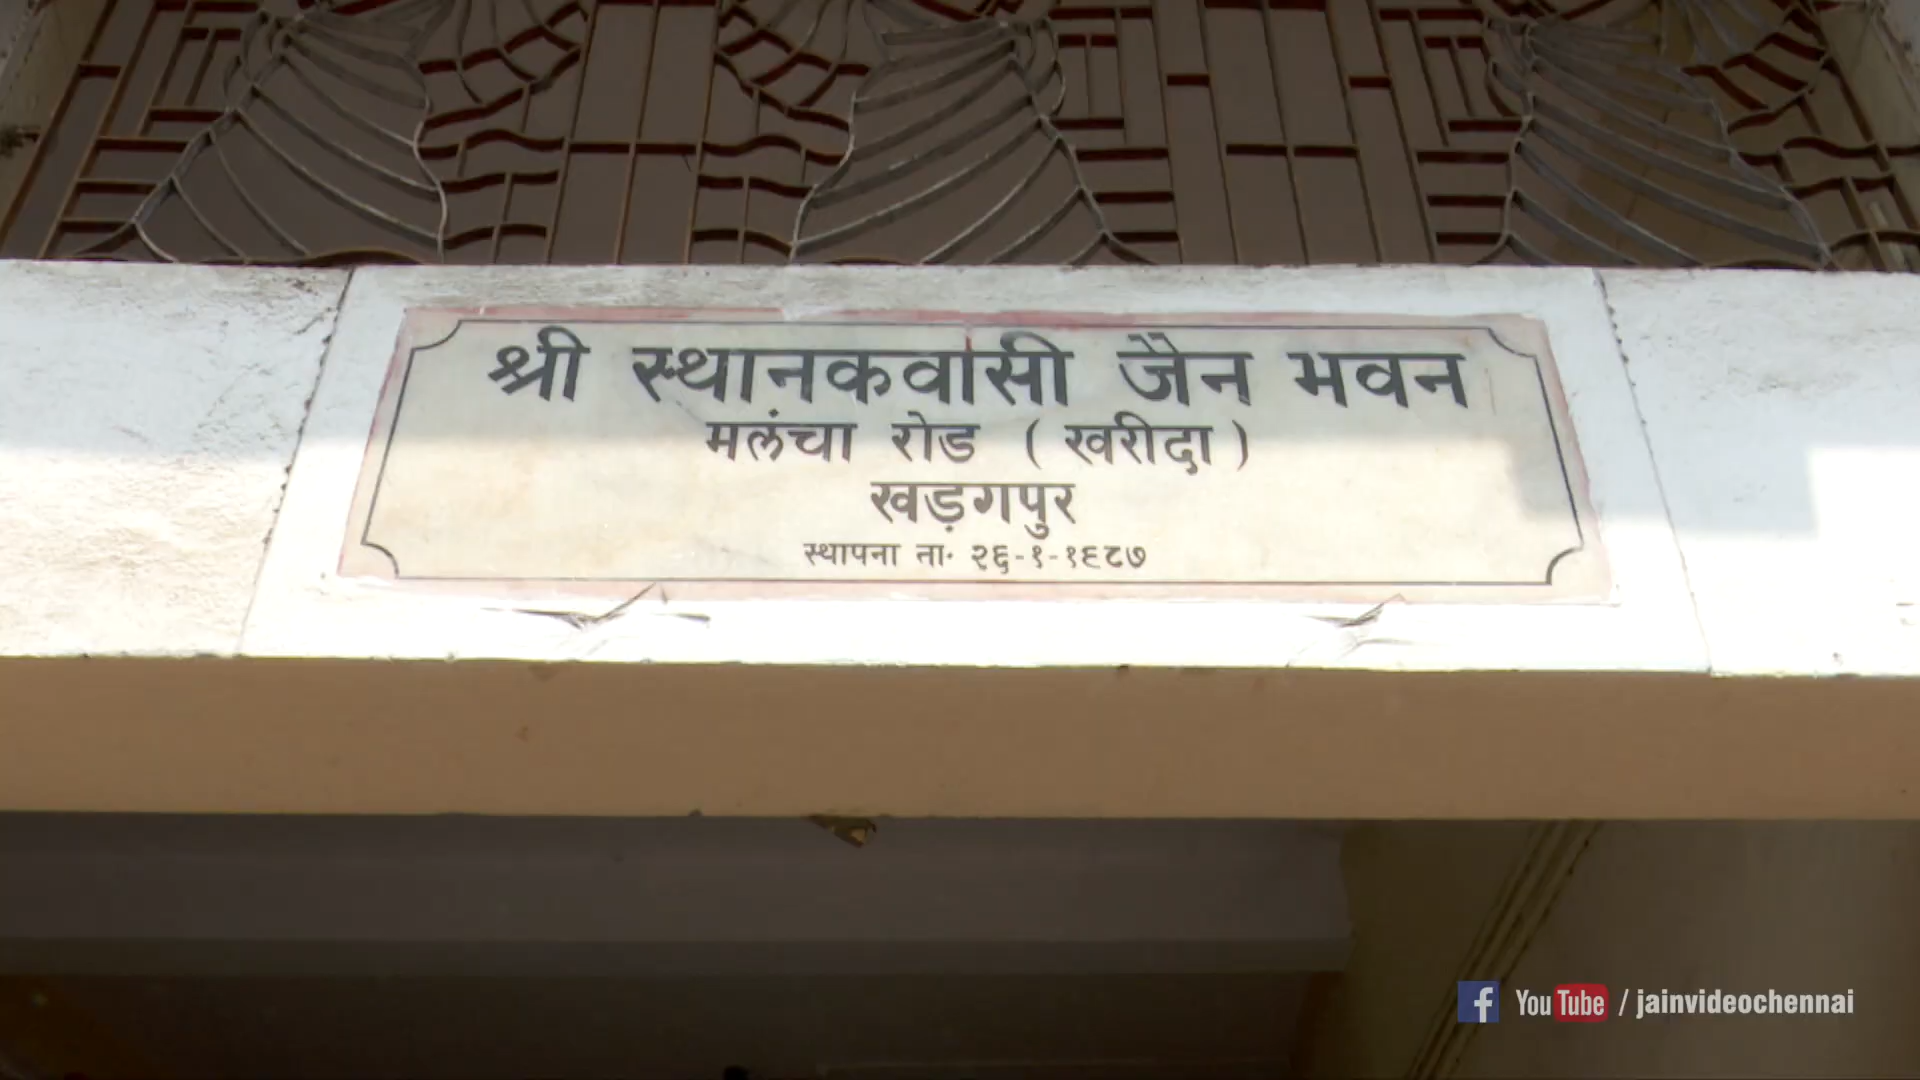 श्री स्थानकवासी जैन भवन
मलंचा रोड ( खरीदा )
खड़गपुर
स्थापना ता॰ २६-१-१९८७
f YouTube / jainvideochennai